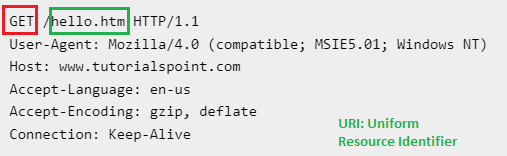 GET /hello.htm HTTP/1.1
User-Agent: Mozilla/4.0 (compatible; MSIE5.01; Windows NT)
Host: www.tutorialspoint.com
Accept-Language: en-us
Accept-Encoding: gzip, deflate
Connection: Keep-Alive
URI: Uniform
Resource Identifier